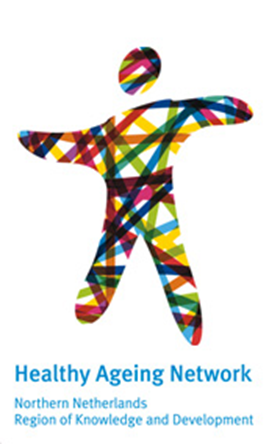 Healthy Ageing Network
Northern Netherlands
Region of Knowledge and Development